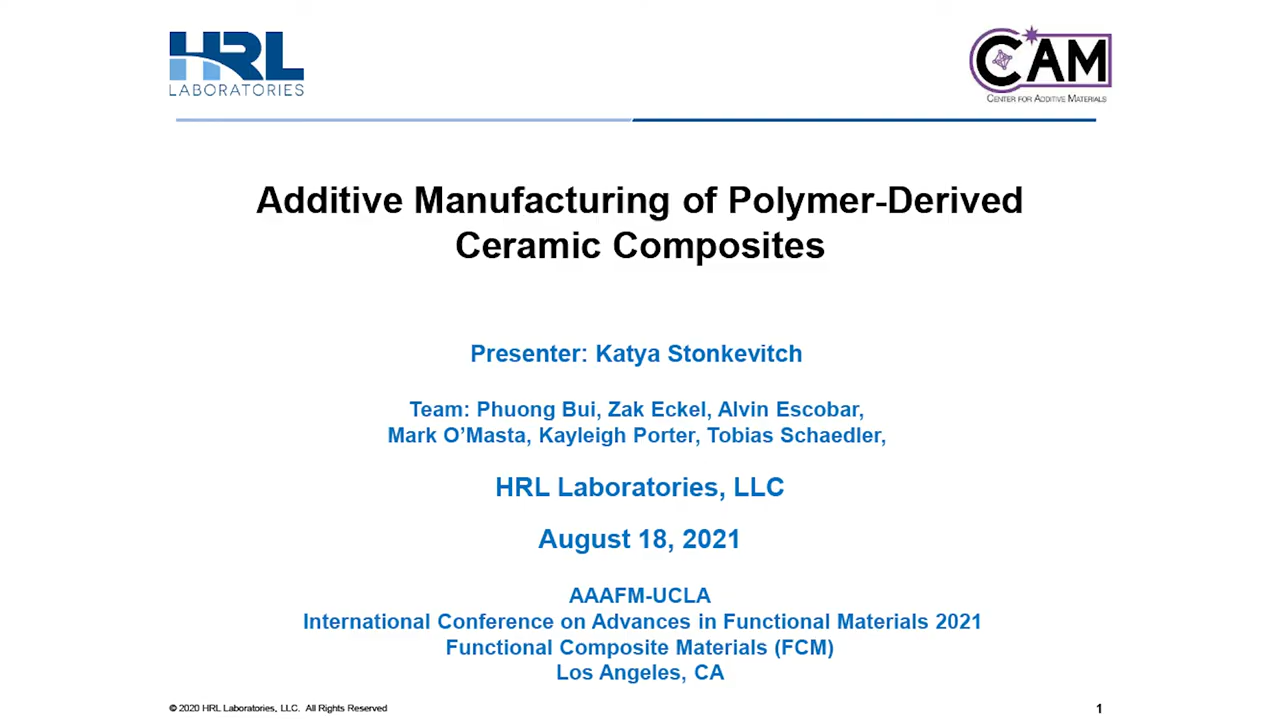 HRL
LABORATORIES
CAM
CENTER FOR ADDITIVE MATERIALS
Additive Manufacturing of Polymer-Derived
Ceramic Composites
Presenter: Katya Stonkevitch
Team: Phuong Bui, Zak Eckel, Alvin Escobar,
Mark O’Masta, Kayleigh Porter, Tobias Schaedler,
HRL Laboratories, LLC
August 18, 2021
AAAFM-UCLA
International Conference on Advances in Functional Materials 2021
Functional Composite Materials (FCM)
Los Angeles, CA
© 2020 HRL Laboratories, LLC. All Rights Reserved
1